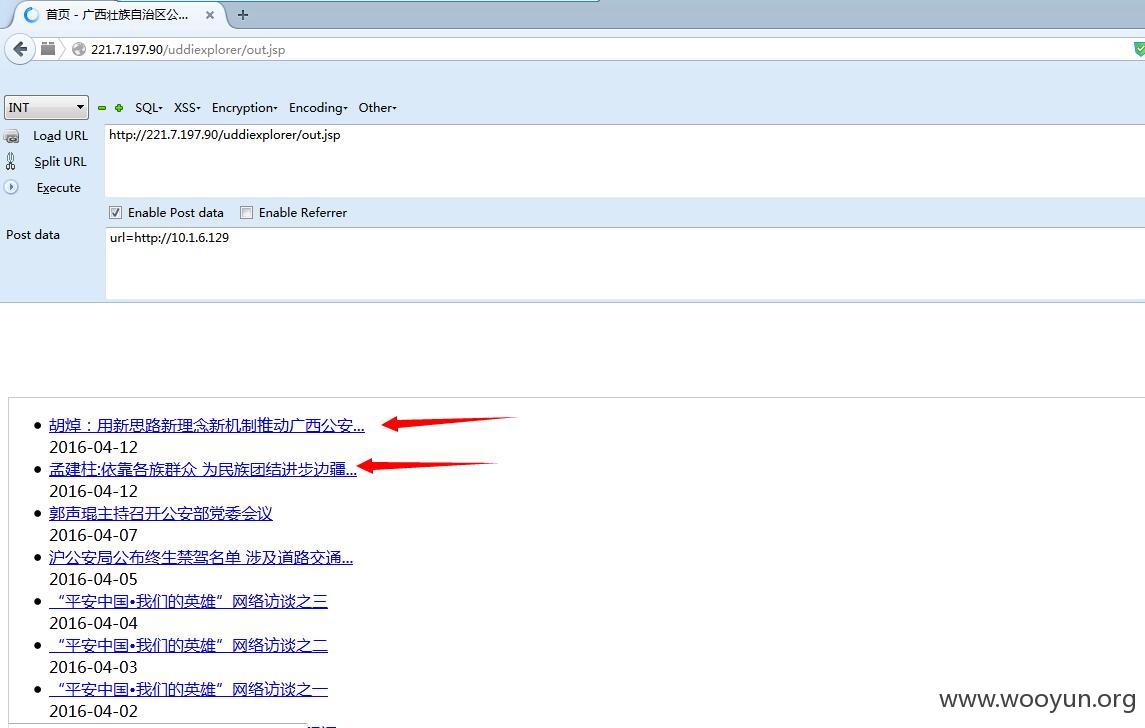 首页 - 广西壮族自治区公...
221.7.197.90/uddiexplorer/out.jsp
INT SQL XSS Encryption Encoding Other
Load URL http://221.7.197.90/uddiexplorer/out.jsp
Split URL
Execute
Enable Post data Enable Referrer
Post data url=http://10.1.6.129
胡焯：用新思路新理念新机制推动广西公安...
2016-04-12
孟建柱:依靠各族群众 为民族团结进步边疆...
2016-04-12
郭声琨主持召开公安部党委会议
2016-04-07
沪公安局公布终生禁驾名单 涉及道路交通...
2016-04-05
“平安中国•我们的英雄”网络访谈之三
2016-04-04
“平安中国•我们的英雄”网络访谈之二
2016-04-03
“平安中国•我们的英雄”网络访谈之一
2016-04-02
www.wooyun.org